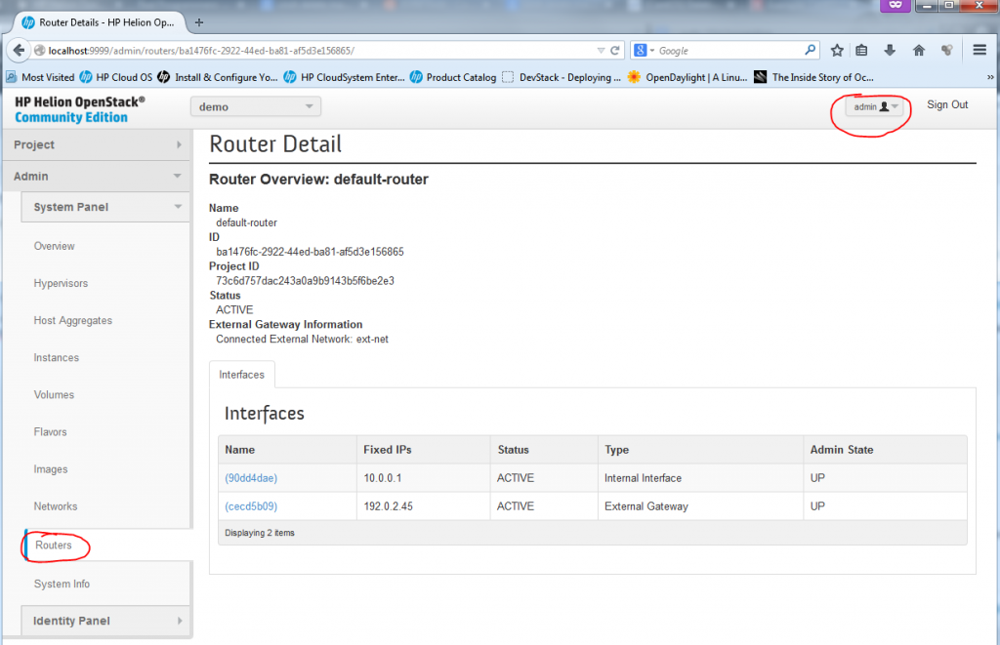 Router Details - HP Helion Op...
localhost:9999/admin/routers/ba1476fc-2922-44ed-ba81-af5d3e156865/
Google
Most Visited HP Cloud OS Install & Configure Yo... HP CloudSystem Enter... Product Catalog DevStack - Deploying ... OpenDaylight | A Linu... The Inside Story of Oc... »
HP Helion OpenStack®
Community Edition
demo
admin
Sign Out
Project
Admin
System Panel
Overview
Hypervisors
Host Aggregates
Instances
Volumes
Flavors
Images
Networks
Routers
System Info
Identity Panel
Router Detail
Router Overview: default-router
Name
default-router
ID
ba1476fc-2922-44ed-ba81-af5d3e156865
Project ID
73c6d757dac243a0a9b9143b5f6be2e3
Status
ACTIVE
External Gateway Information
Connected External Network: ext-net
Interfaces
Interfaces
Name Fixed IPs Status Type Admin State
(90dd4dae) 10.0.0.1 ACTIVE Internal Interface UP
(cecd5b09) 192.0.2.45 ACTIVE External Gateway UP
Displaying 2 items